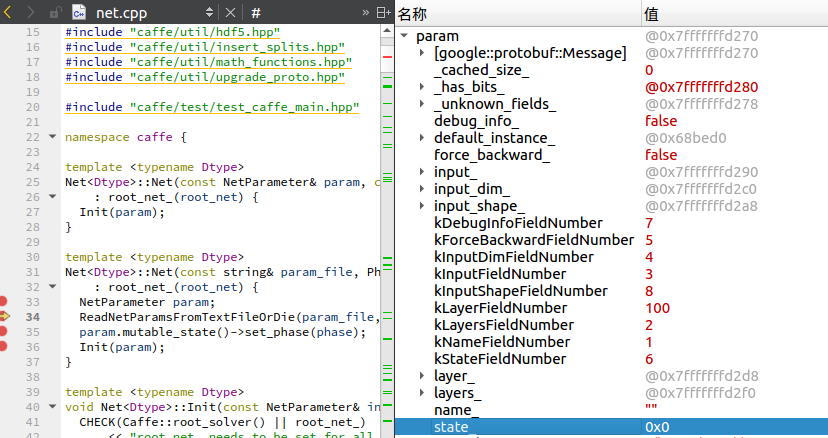 net.cpp
#
15 #include "caffe/util/hdf5.hpp"
16 #include "caffe/util/insert_splits.hpp"
17 #include "caffe/util/math_functions.hpp"
18 #include "caffe/util/upgrade_proto.hpp"
19
20 #include "caffe/test/test_caffe_main.hpp"
21
22 namespace caffe {
23
24 template <typename Dtype>
25 Net<Dtype>::Net(const NetParameter& param, c
26 : root_net_(root_net) {
27 Init(param);
28 }
29
30 template <typename Dtype>
31 Net<Dtype>::Net(const string& param_file, Ph
32 : root_net_(root_net) {
33 NetParameter param;
34 ReadNetParamsFromTextFileOrDie(param_file,
35 param.mutable_state()->set_phase(phase);
36 Init(param);
37 }
38
39 template <typename Dtype>
40 void Net<Dtype>::Init(const NetParameter& in
41 CHECK(Caffe::root_solver() || root_net_)
42 << "root_net_ needs to be set for all
名称 值
param @0x7fffffffd270
[google::protobuf::Message] @0x7fffffffd270
_cached_size_ 0
_has_bits_ @0x7fffffffd280
_unknown_fields_ @0x7fffffffd278
debug_info_ false
default_instance_ @0x68bed0
force_backward_ false
input_ @0x7fffffffd290
input_dim_ @0x7fffffffd2c0
input_shape_ @0x7fffffffd2a8
kDebugInfoFieldNumber 7
kForceBackwardFieldNumber 5
kInputDimFieldNumber 4
kInputFieldNumber 3
kInputShapeFieldNumber 8
kLayerFieldNumber 100
kLayersFieldNumber 2
kNameFieldNumber 1
kStateFieldNumber 6
layer_ @0x7fffffffd2d8
layers_ @0x7fffffffd2f0
name_ ""
state_ 0x0